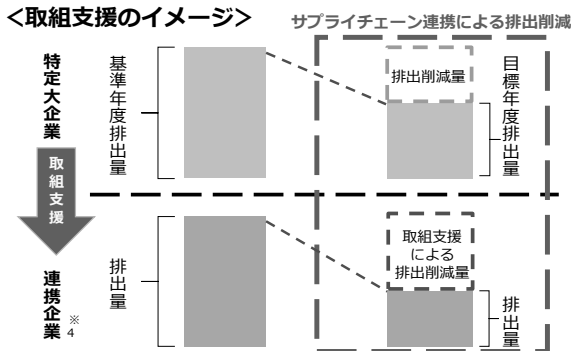 ＜取組支援のイメージ＞
サプライチェーン連携による排出削減
特定大企業
基準年度排出量
排出削減量
目標年度排出量
取組支援
連携企業※4
排出量
取組支援
による
排出削減量
排出量